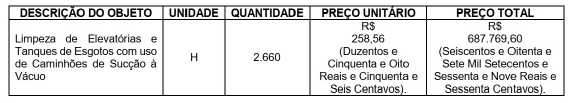 DESCRIÇÃO DO OBJETO UNIDADE QUANTIDADE PREÇO UNITÁRIO PREÇO TOTAL
Limpeza de Elevatórias e
Tanques de Esgotos com uso
de Caminhões de Sucção à
Vácuo
H
2.660
R$
258,56
(Duzentos e
Cinquenta e Oito
Reais e Cinquenta e
Seis Centavos).
R$
687.769,60
(Seiscentos e Oitenta e
Sete Mil Setecentos e
Sessenta e Nove Reais e
Sessenta Centavos).